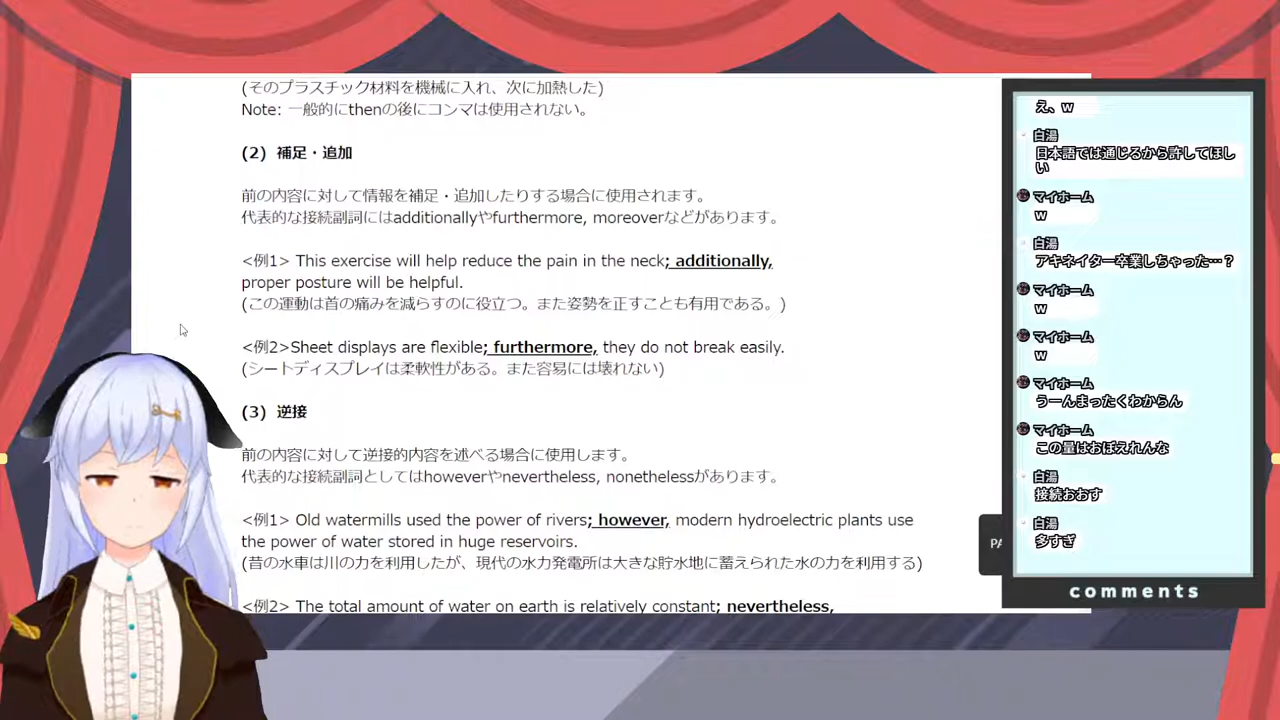 (そのプラスチック材料を機械に入れ、次に加熱した)
Note: 一般的にthenの後にコンマは使用されない。
(2) 補足・追加
前の内容に対して情報を補足・追加したりする場合に使用されます。
代表的な接続副詞にはadditionallyやfurthermore, moreoverなどがあります。
<例1> This exercise will help reduce the pain in the neck; additionally,
proper posture will be helpful.
(この運動は首の痛みを減らすのに役立つ。また姿勢を正すことも有用である。)
<例2>Sheet displays are flexible; furthermore, they do not break easily.
(シートディスプレイは柔軟性がある。また容易には壊れない)
(3) 逆接
前の内容に対して逆接的内容を述べる場合に使用します。
代表的な接続副詞としてはhoweverやnevertheless, nonethelessがあります。
<例1> Old watermills used the power of rivers; however, modern hydroelectric plants use
the power of water stored in huge reservoirs.
(昔の水車は川の力を利用したが、現代の水力発電所は大きな貯水地に蓄えられた水の力を利用する)
<例2> The total amount of water on earth is relatively constant; nevertheless,
PA
え、w
白湯
日本語では通じるから許してほし
い
マイホーム
w
白湯
アキネイター卒業しちゃった…？
マイホーム
w
マイホーム
w
マイホーム
うーんまったくわからん
マイホーム
この量はおぼえれんな
白湯
接続おおす
白湯
多すぎ
comments